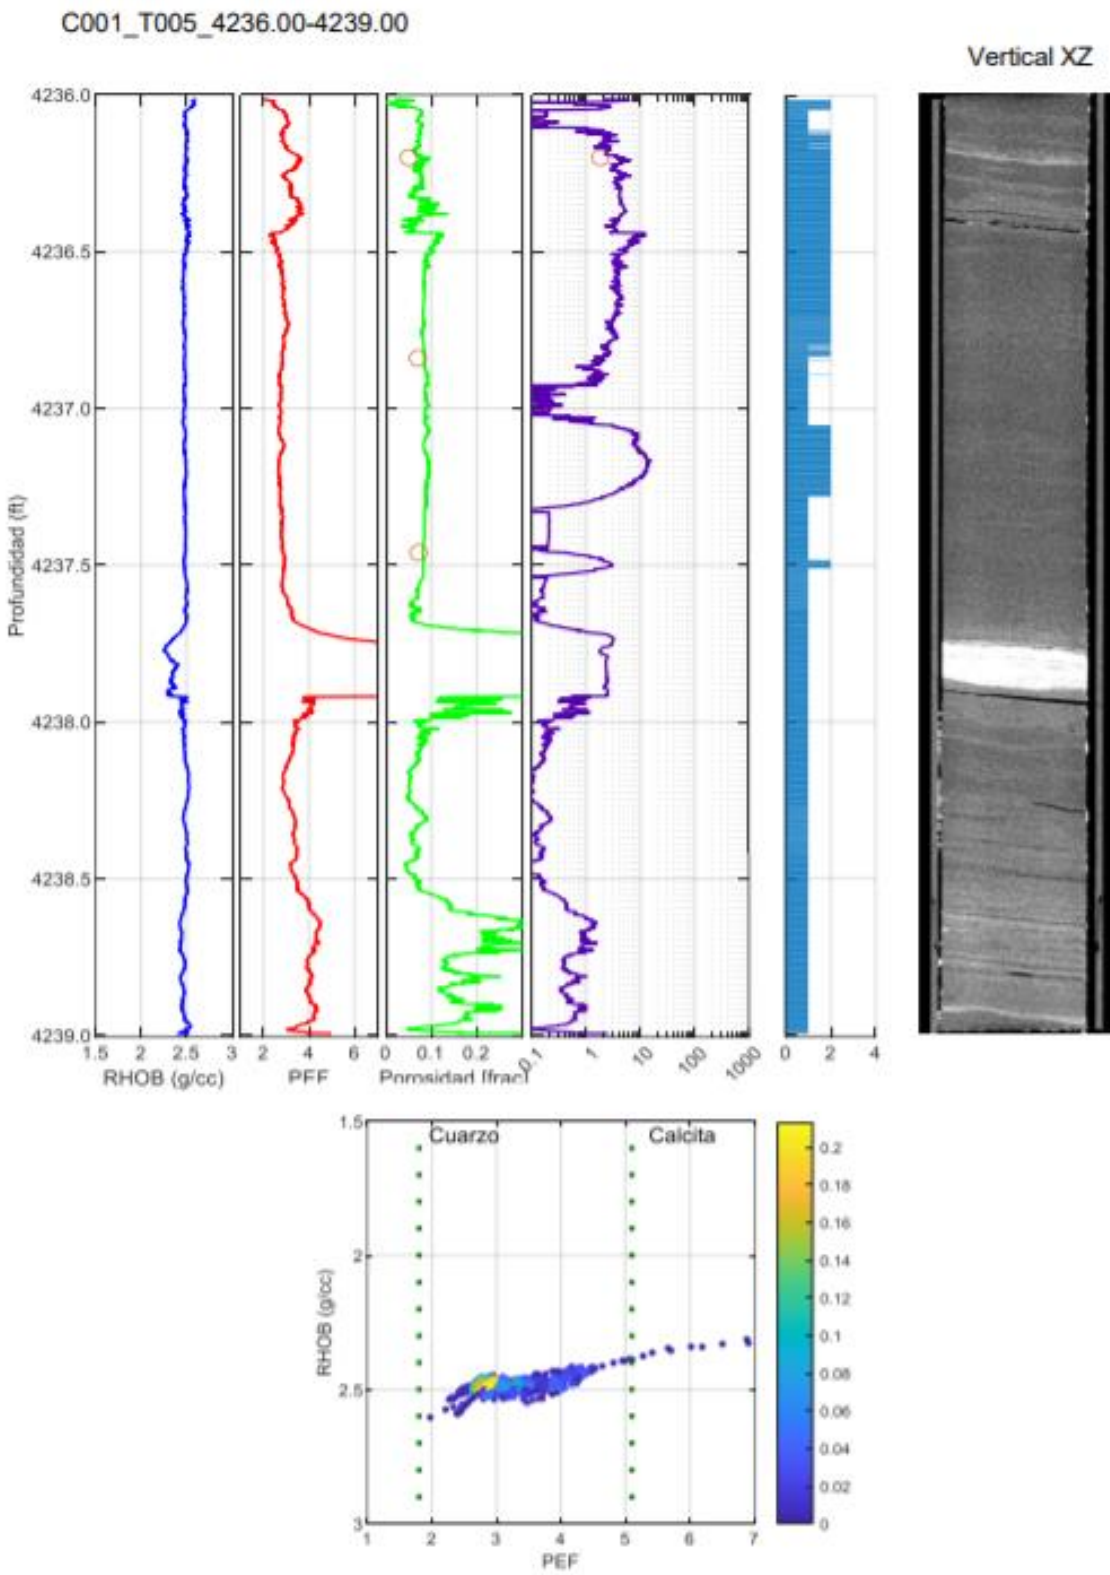 C001_T005_4236.00-4239.00
Vertical XZ
4236.0
4236.5
4237.0
4237.5
4238.0
4238.5
4239.0
Profundidad (ft)
1.5 2 2.5 3
RHOB (g/cc)
2 4 6
PEF
0 0.1 0.2
Porosidad [frac]
0.1 1 10 100 1000
0 2 4
Cuarzo Calcita
1.5
2
2.5
3
RHOB (g/cc)
1 2 3 4 5 6 7
PEF
0.2
0.18
0.16
0.14
0.12
0.1
0.08
0.06
0.04
0.02
0